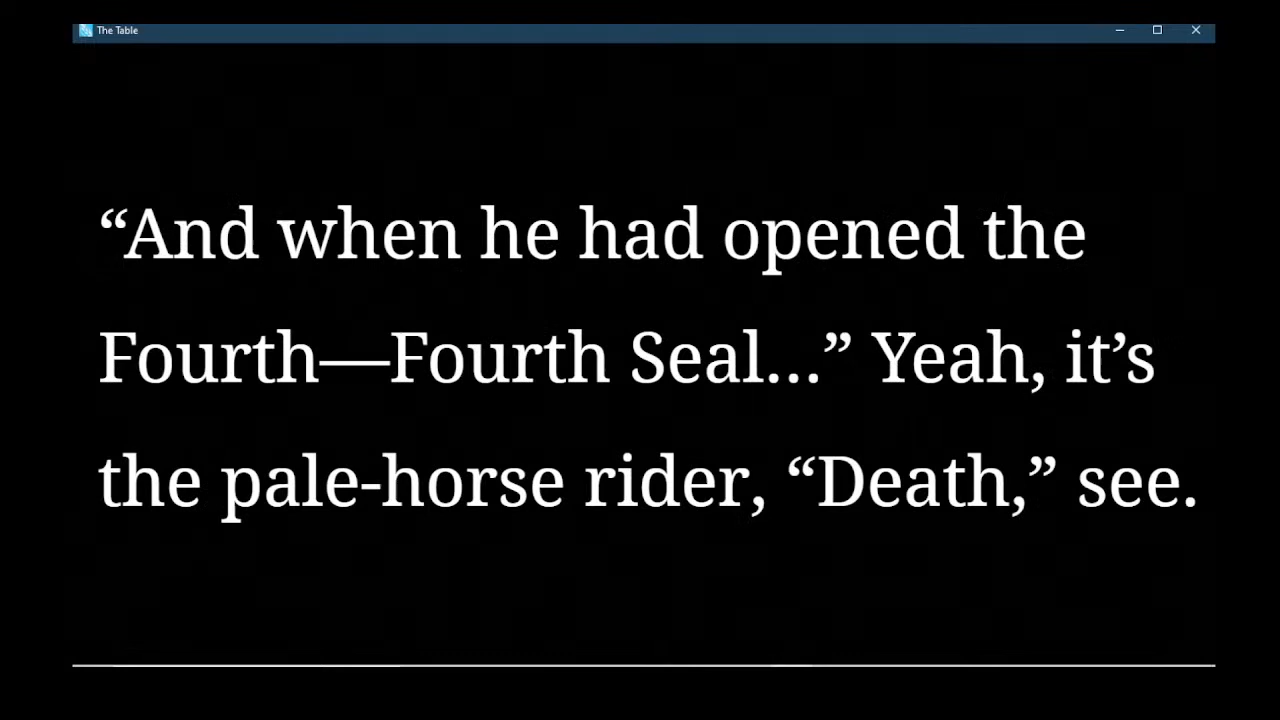 The Table
“And when he had opened the
Fourth—Fourth Seal...” Yeah, it’s
the pale-horse rider, “Death,” see.